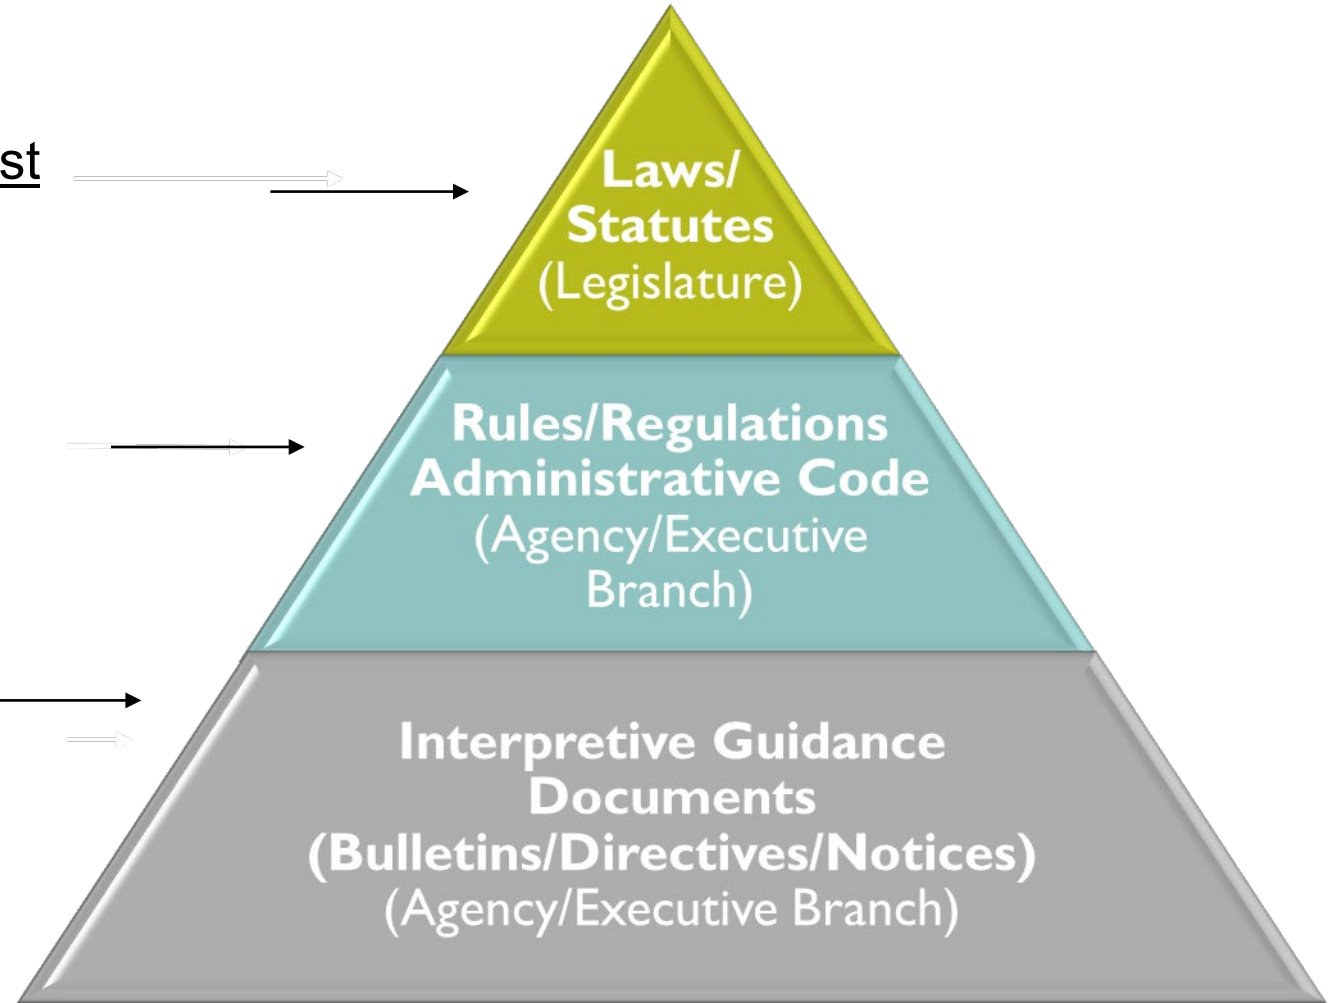 st
Laws/
Statutes
(Legislature)
Rules/Regulations
Administrative Code
(Agency/Executive
Branch)
Interpretive Guidance
Documents
(Bulletins/Directives/Notices)
(Agency/Executive Branch)